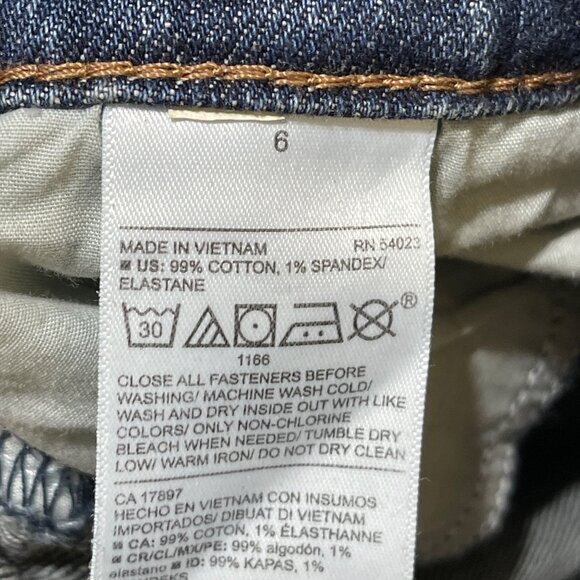 6
MADE IN VIETNAM RN 54023
US: 99% COTTON, 1% SPANDEX/
ELASTANE
30 ®
1166
CLOSE ALL FASTENERS BEFORE
WASHING/ MACHINE WASH COLD/
WASH AND DRY INSIDE OUT WITH LIKE
COLORS/ ONLY NON-CHLORINE
BLEACH WHEN NEEDED/ TUMBLE DRY
LOW/ WARM IRON/ DO NOT DRY CLEAN
CA 17897
HECHO EN VIETNAM CON INSUMOS
IMPORTADOS/ DIBUAT DI VIETNAM
CA: 99% COTON, 1% ÉLASTHANNE
CR/CL/MX/PE: 99% algodón, 1%
elastano ID: 99% KAPAS, 1%